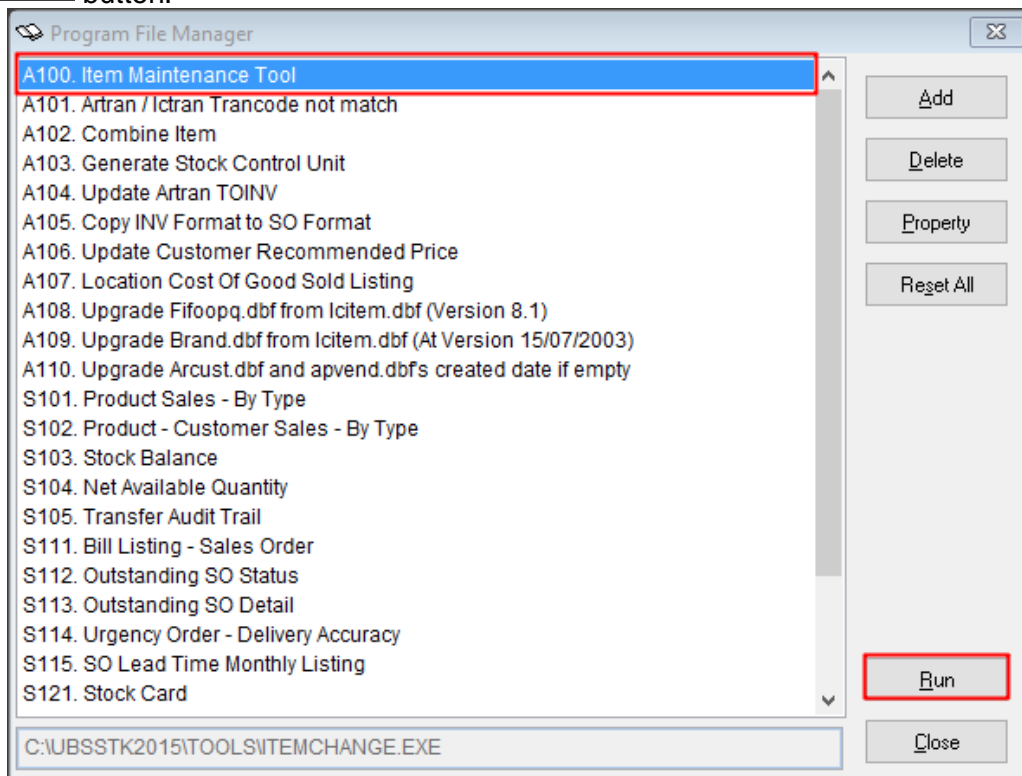 button.
Program File Manager
A100. Item Maintenance Tool
A101. Artran / Ictran Trancode not match
A102. Combine Item
A103. Generate Stock Control Unit
A104. Update Artran TOINV
A105. Copy INV Format to SO Format
A106. Update Customer Recommended Price
A107. Location Cost Of Good Sold Listing
A108. Upgrade Fifoopq.dbf from Icitem.dbf (Version 8.1)
A109. Upgrade Brand.dbf from Icitem.dbf (At Version 15/07/2003)
A110. Upgrade Arcust.dbf and apvend.dbf's created date if empty
S101. Product Sales - By Type
S102. Product - Customer Sales - By Type
S103. Stock Balance
S104. Net Available Quantity
S105. Transfer Audit Trail
S111. Bill Listing - Sales Order
S112. Outstanding SO Status
S113. Outstanding SO Detail
S114. Urgency Order - Delivery Accuracy
S115. SO Lead Time Monthly Listing
S121. Stock Card
C:\UBSSTK2015\TOOLS\ITEMCHANGE.EXE
Add
Delete
Property
Reset All
Run
Close